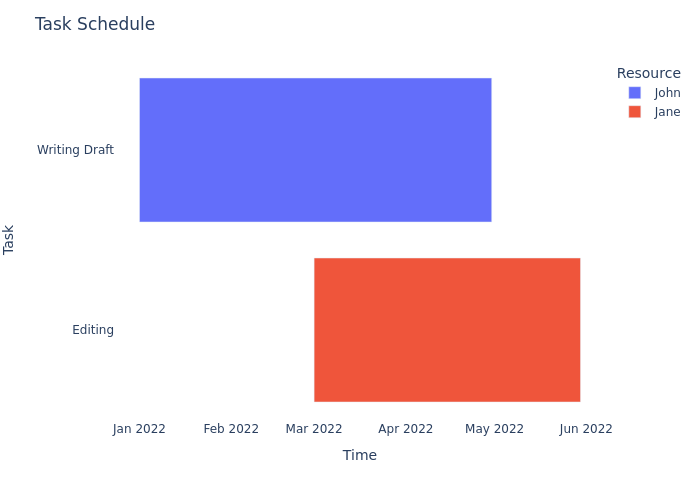 Task Schedule
Resource
John
Jane
Writing Draft
Task
Editing
Jan 2022
Feb 2022
Mar 2022
Apr 2022
May 2022
Jun 2022
Time